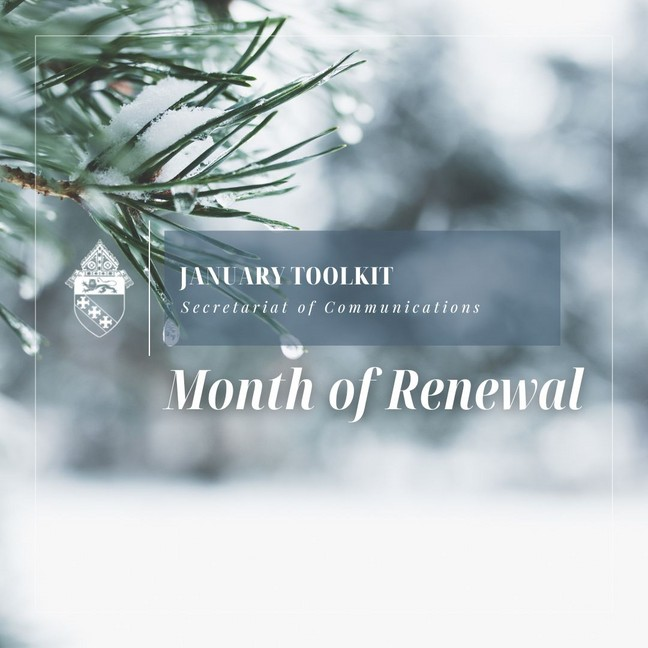 JANUARY TOOLKIT
Secretariat of Communications
Month of Renewal